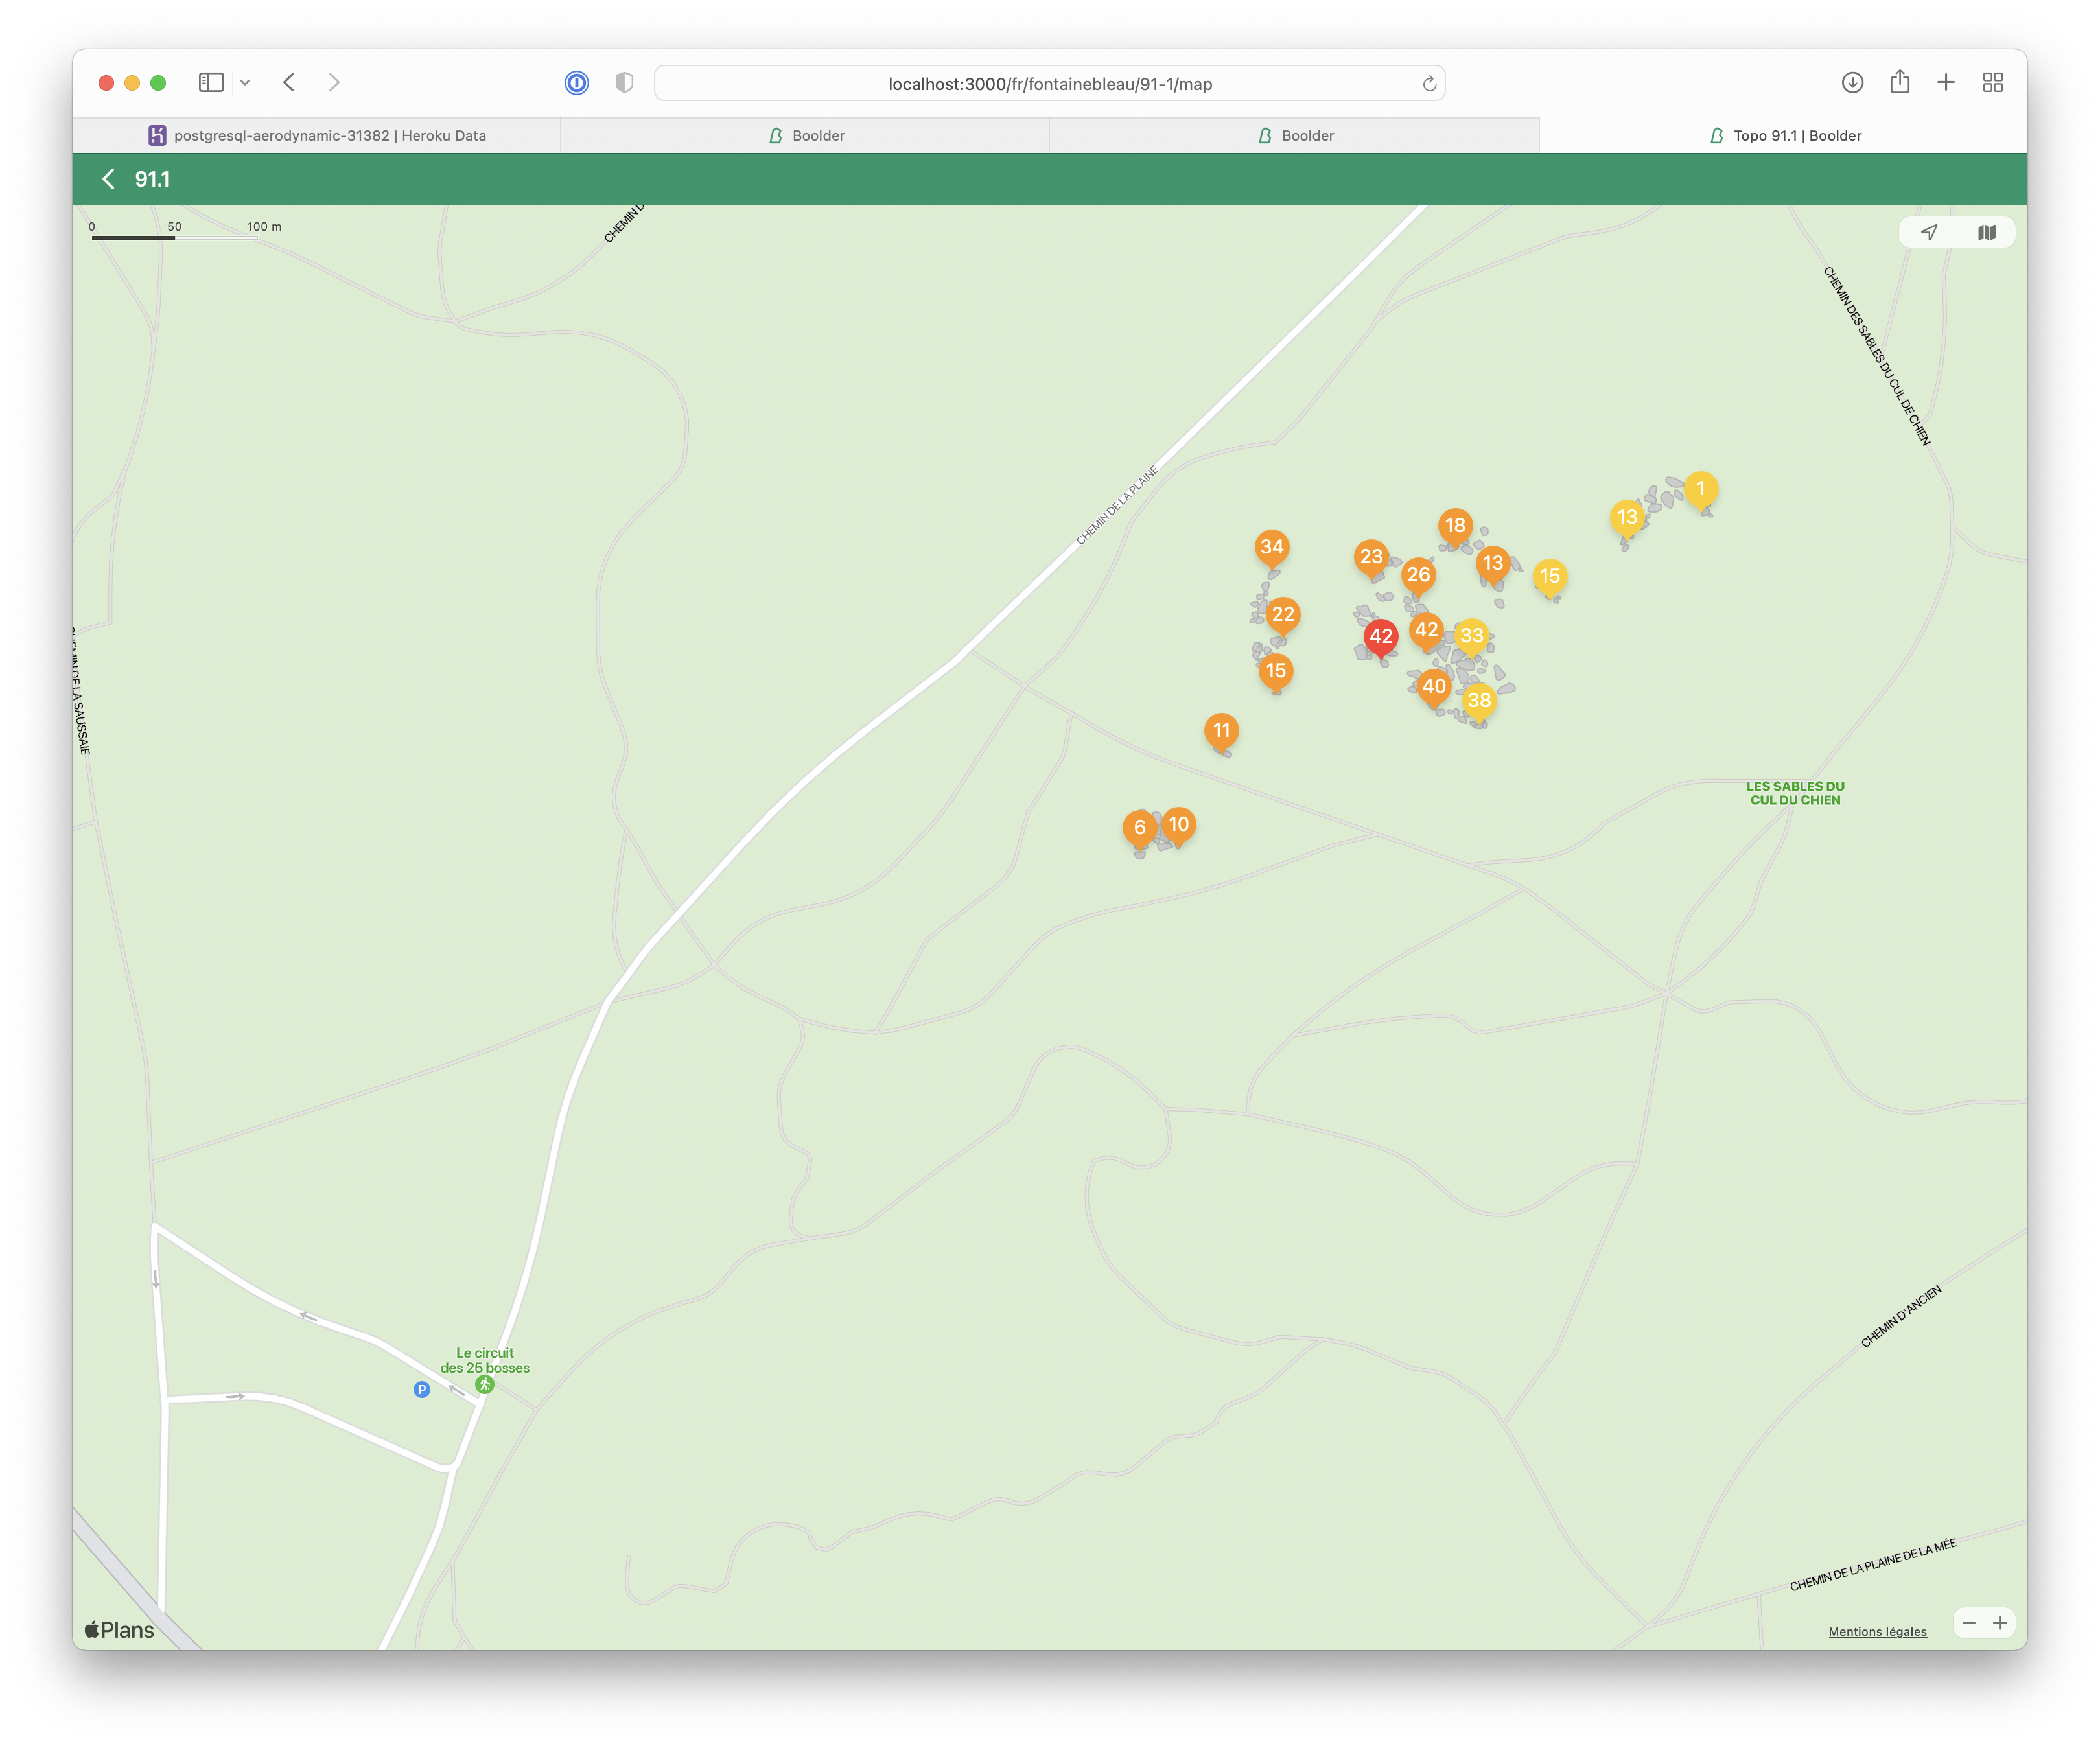 localhost:3000/fr/fontainebleau/91-1/map
postgresql-aerodynamic-31382 | Heroku Data
Boolder
Boolder
Topo 91.1 | Boolder
91.1
0 50 100 m
CHEMIN D
CHEMIN DES SABLES DU CUL DE CHIEN
CHEMIN DE LA PLAINE
1
13
18
34
23
26
13
15
22
42
42
33
15
40
38
11
CHEMIN DE LA SAUSSAIE
LES SABLES DU
CUL DU CHIEN
6
10
CHEMIN D'ANCIEN
Le circuit
des 25 bosses
P
CHEMIN DE LA PLAINE DE LA MÉE
Plans
Mentions légales